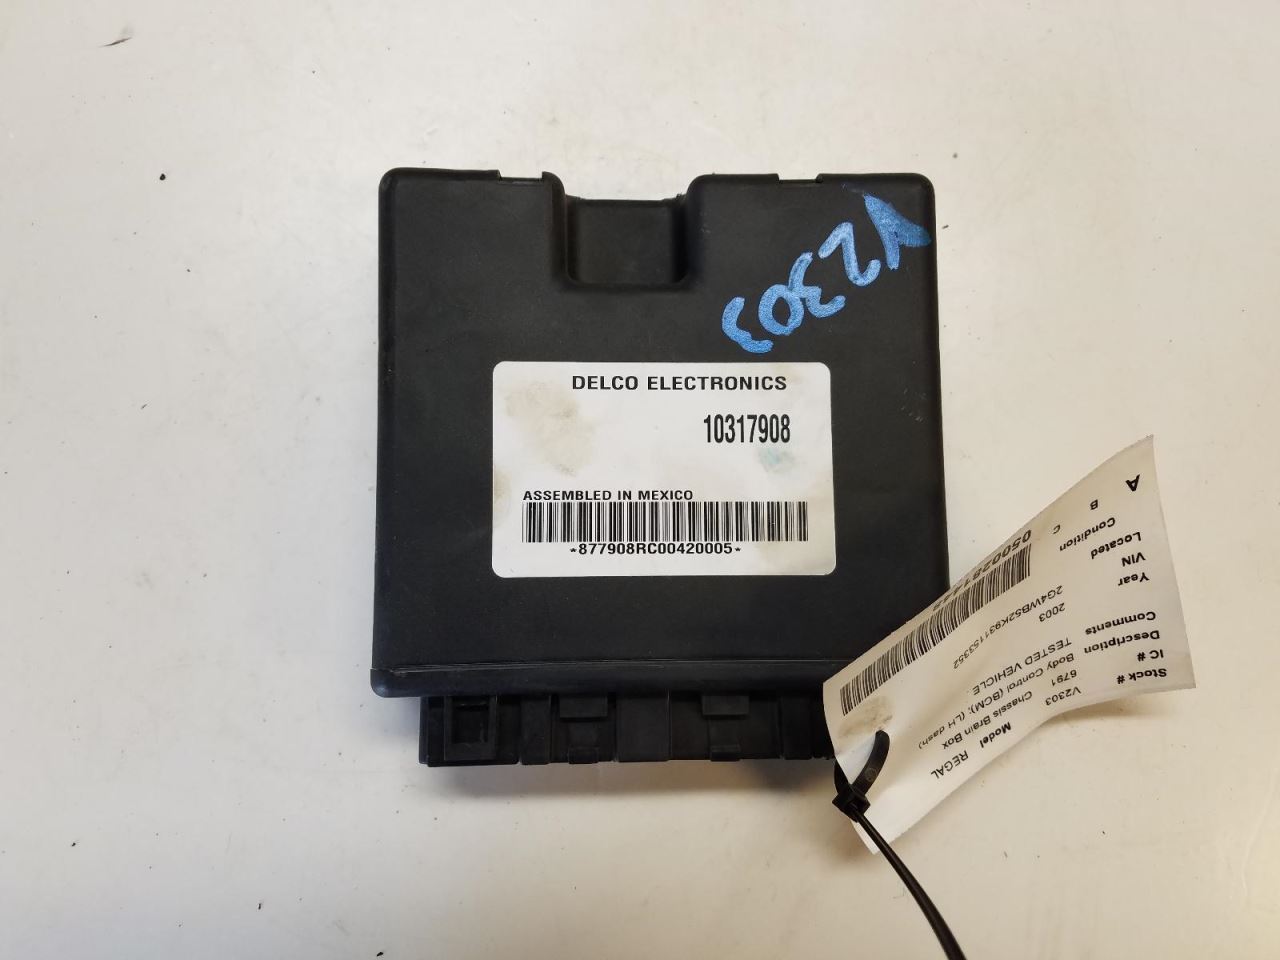 V2303
DELCO ELECTRONICS
10317908
ASSEMBLED IN MEXICO
*877908RC00420005*
Model REGAL
Stock # V2303 Chassis Brain Box
IC # 6791
Description Body Control (BCM); (LH dash)
Comments TESTED VEHICLE .
Year 2003
VIN 2G4WB52K931153352
Located
Condition
A B C